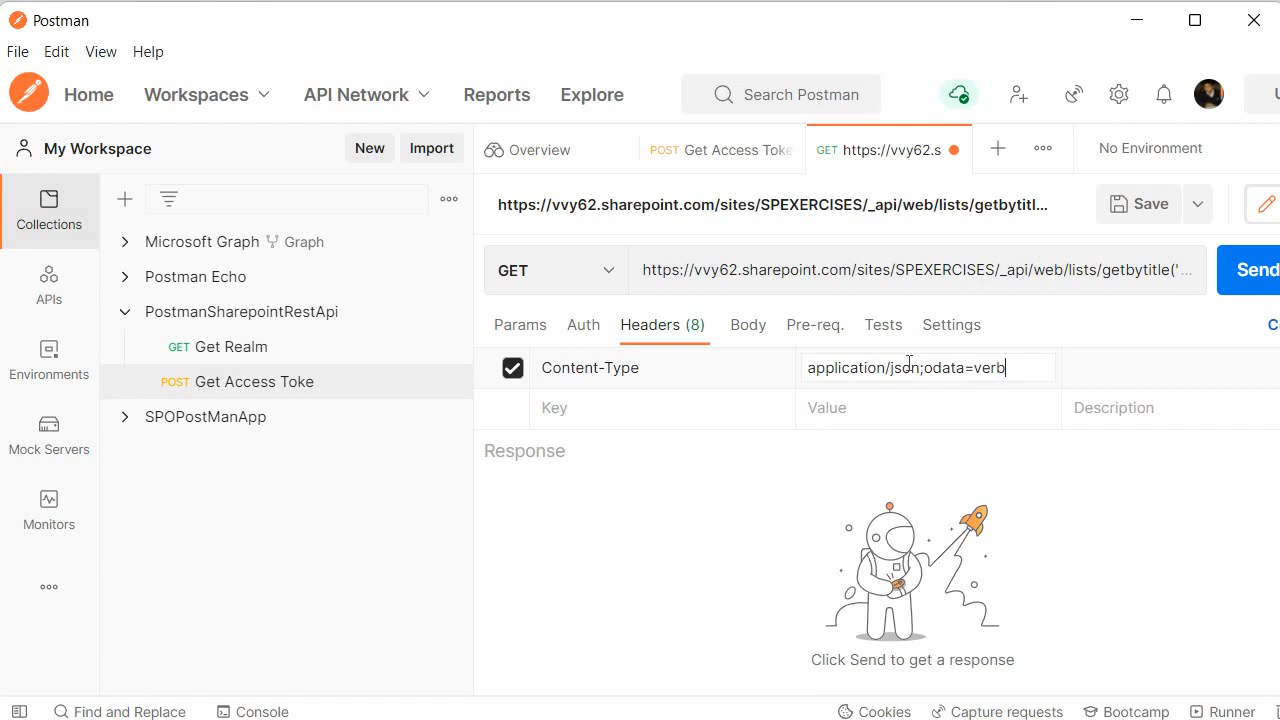 Postman
File Edit View Help
Home Workspaces API Network Reports Explore Search Postman
My Workspace New Import Overview POST Get Access Toke GET https://vvy62.s No Environment
Collections
APIs
Environments
Mock Servers
Monitors
Microsoft Graph Graph
Postman Echo
PostmanSharepointRestApi
GET Get Realm
POST Get Access Toke
SPOPostManApp
https://vvy62.sharepoint.com/sites/SPEXERCISES/_api/web/lists/getbytitl... Save
GET https://vvy62.sharepoint.com/sites/SPEXERCISES/_api/web/lists/getbytitle('... Send
Params Auth Headers (8) Body Pre-req. Tests Settings
Content-Type application/json;odata=verb
Key Value Description
Response
Click Send to get a response
Find and Replace Console Cookies Capture requests Bootcamp Runner